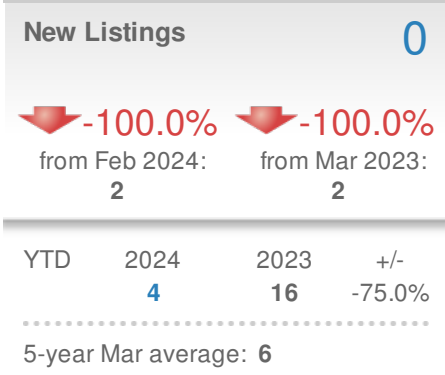 New Listings 0
-100.0% -100.0%
from Feb 2024: from Mar 2023:
2 2
YTD 2024 2023 +/-
4 16 -75.0%
5-year Mar average: 6